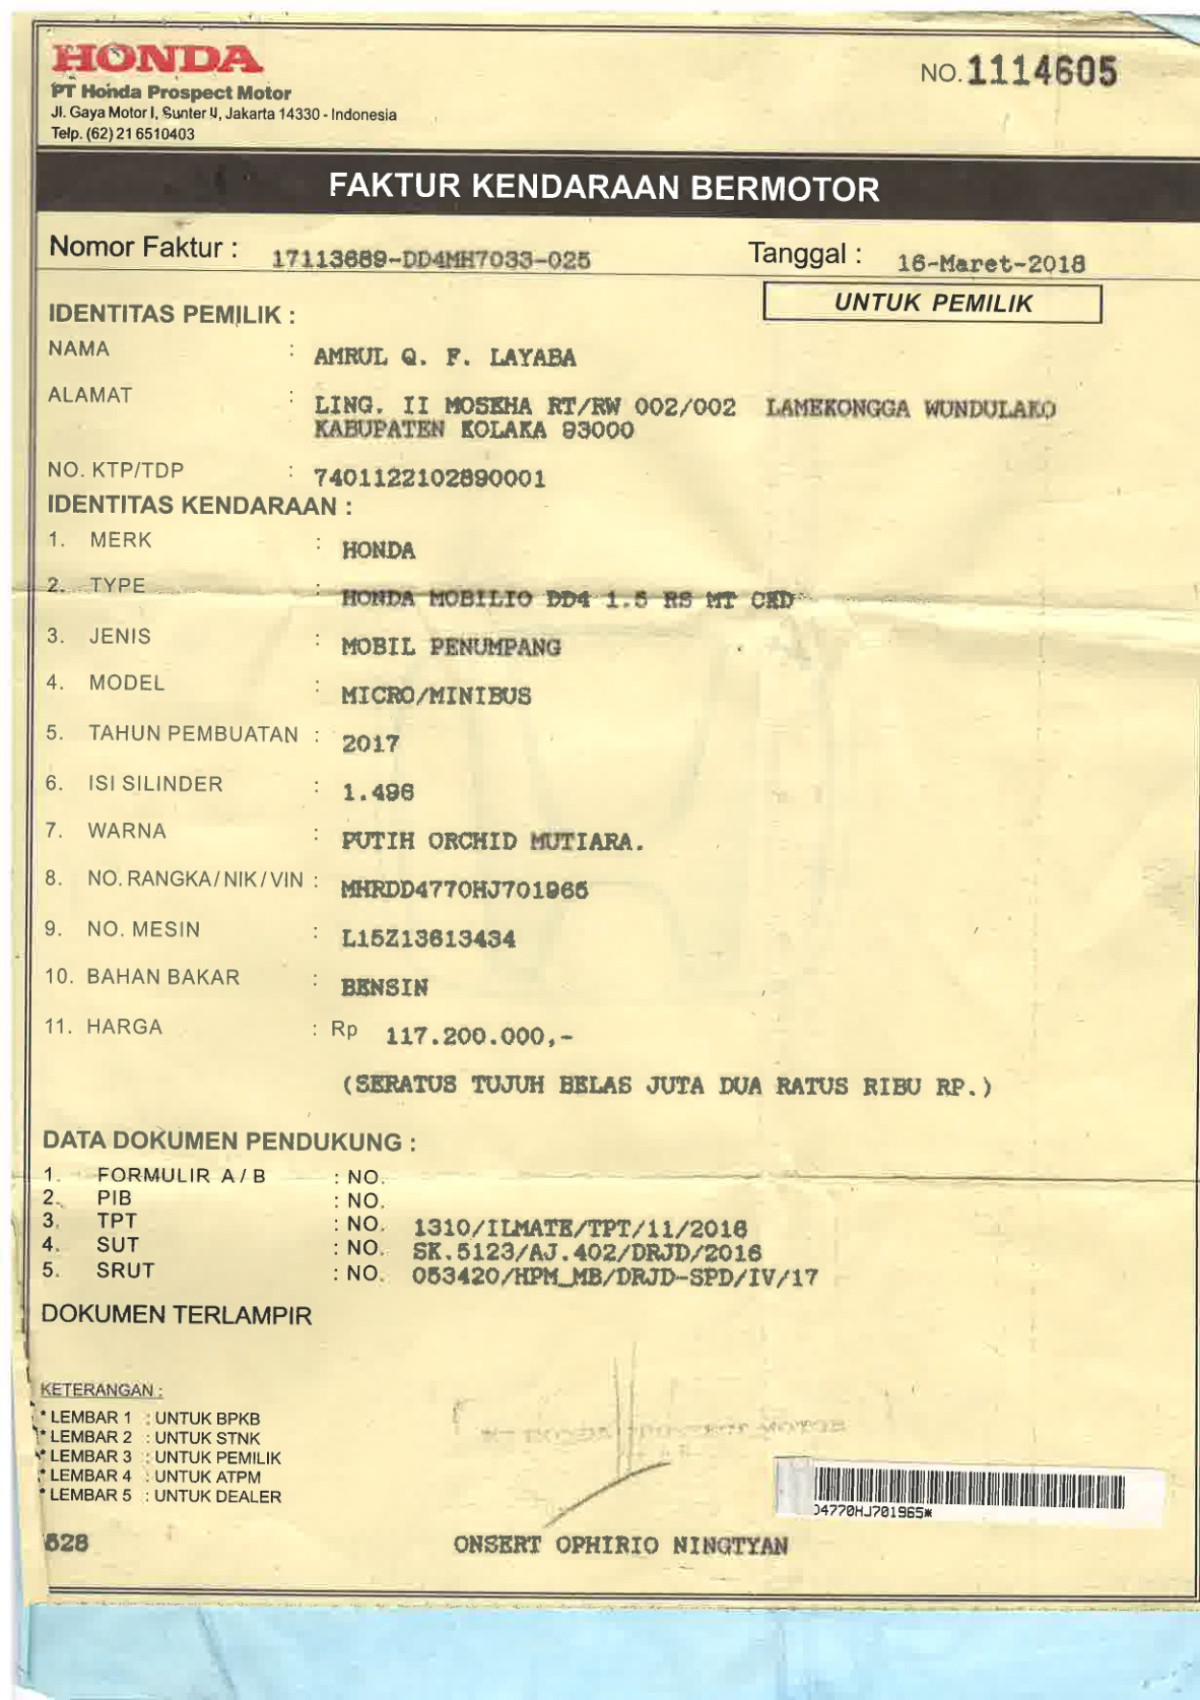 HONDA
PT Honda Prospect Motor
Jl. Gaya Motor I, Sunter II, Jakarta 14330 - Indonesia
Telp. (62) 21 6510403
NO. 1114605
FAKTUR KENDARAAN BERMOTOR
Nomor Faktur : 17113689-DD4MH7033-025
Tanggal : 16-Maret-2018
UNTUK PEMILIK
IDENTITAS PEMILIK :
NAMA : AMRUL Q. F. LAYABA
ALAMAT : LING. II MOSEHA RT/RW 002/002 LAMEKONGGA WUNDULAKO
KABUPATEN KOLAKA 93000
NO. KTP/TDP : 7401122102890001
IDENTITAS KENDARAAN :
1. MERK : HONDA
2. TYPE : HONDA MOBILIO DD4 1.5 RS MT CKD
3. JENIS : MOBIL PENUMPANG
4. MODEL : MICRO/MINIBUS
5. TAHUN PEMBUATAN : 2017
6. ISI SILINDER : 1.496
7. WARNA : PUTIH ORCHID MUTIARA.
8. NO. RANGKA/NIK/VIN : MHRDD4770HJ701965
9. NO. MESIN : L15Z13613434
10. BAHAN BAKAR : BENSIN
11. HARGA : Rp 117.200.000,-
(SERATUS TUJUH BELAS JUTA DUA RATUS RIBU RP.)
DATA DOKUMEN PENDUKUNG :
1. FORMULIR A / B : NO.
2. PIB : NO.
3. TPT : NO. 1310/ILMATE/TPT/11/2016
4. SUT : NO. SK.5123/AJ.402/DRJD/2016
5. SRUT : NO. 053420/HPM_MB/DRJD-SPD/IV/17
DOKUMEN TERLAMPIR
KETERANGAN :
* LEMBAR 1 : UNTUK BPKB
* LEMBAR 2 : UNTUK STNK
* LEMBAR 3 : UNTUK PEMILIK
* LEMBAR 4 : UNTUK ATPM
* LEMBAR 5 : UNTUK DEALER
MOTOR
D4770HJ701965*
528
ONSERT OPHIRIO NINGTYAN